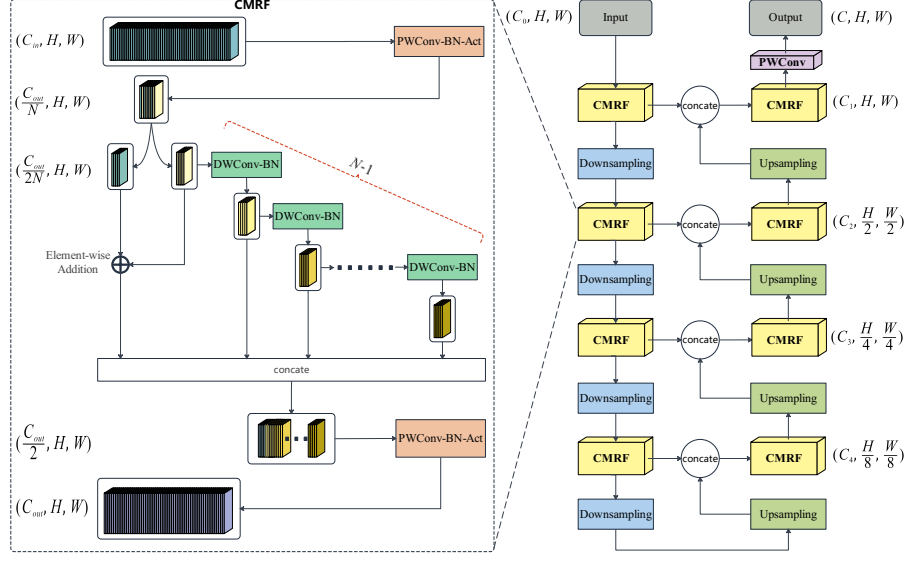 CMRF
(C_in, H, W)
PWConv-BN-Act
(C_out/N, H, W)
(C_out/2N, H, W)
DWConv-BN
N-1
DWConv-BN
Element-wise
Addition
DWConv-BN
concate
(C_out/2, H, W)
PWConv-BN-Act
(C_out, H, W)
(C_0, H, W)
Input
Output
(C, H, W)
PWConv
CMRF
concate
CMRF
(C_1, H, W)
Downsampling
Upsampling
CMRF
concate
CMRF
(C_2, H/2, W/2)
Downsampling
Upsampling
CMRF
concate
CMRF
(C_3, H/4, W/4)
Downsampling
Upsampling
CMRF
concate
CMRF
(C_4, H/8, W/8)
Downsampling
Upsampling